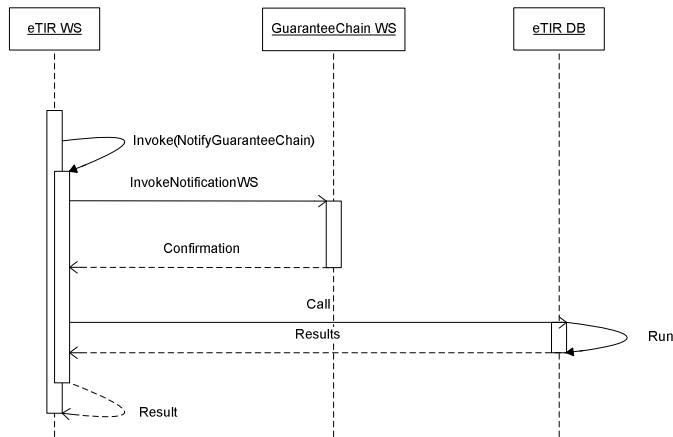 eTIR WS
GuaranteeChain WS
eTIR DB
Invoke(NotifyGuaranteeChain)
InvokeNotificationWS
Confirmation
Call
Results
Run
Result